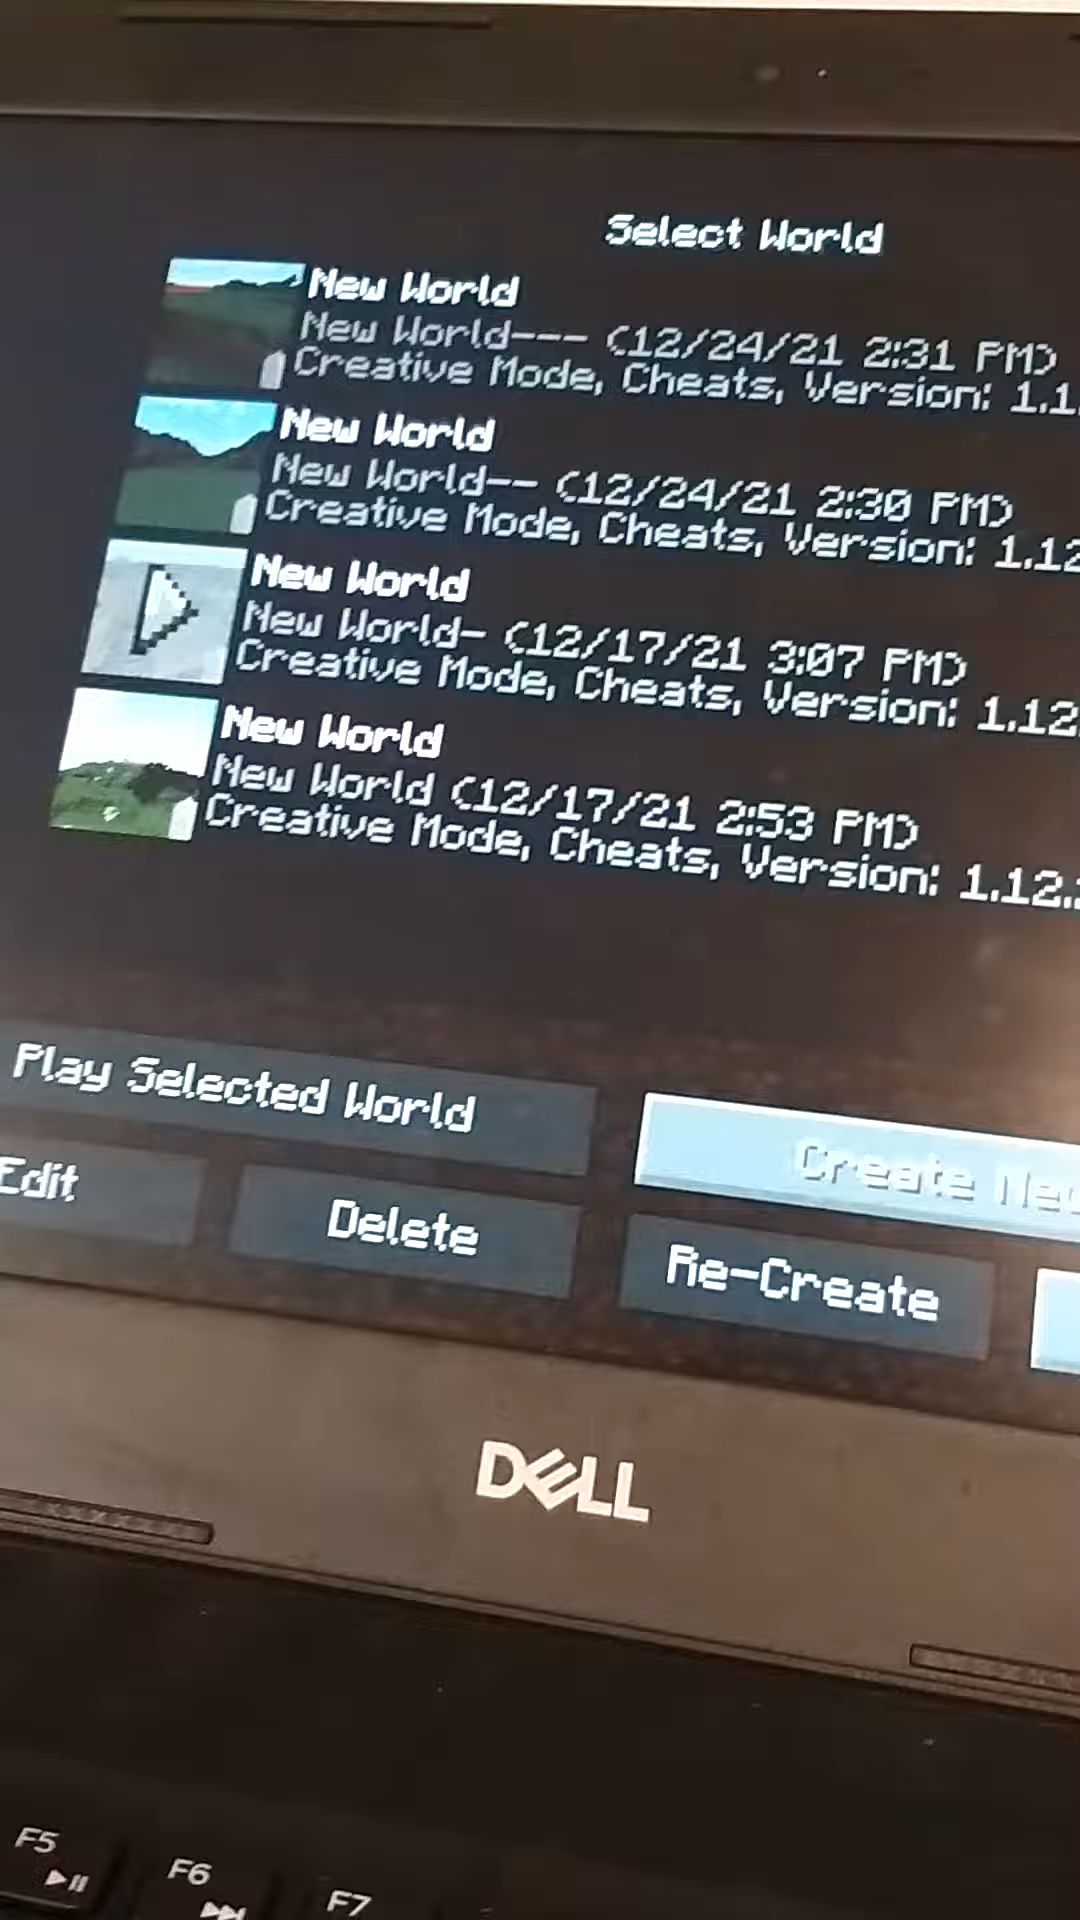 Select World
New World
New World--- (12/24/21 2:31 PM)
Creative Mode, Cheats, Version: 1.1
New World
New World-- (12/24/21 2:30 PM)
Creative Mode, Cheats, Version: 1.12
New World
New World- (12/17/21 3:07 PM)
Creative Mode, Cheats, Version: 1.12
New World
New World (12/17/21 2:53 PM)
Creative Mode, Cheats, Version: 1.12.
Play Selected World
Create New
Edit
Delete
Re-Create
DELL
F5
F6
F7